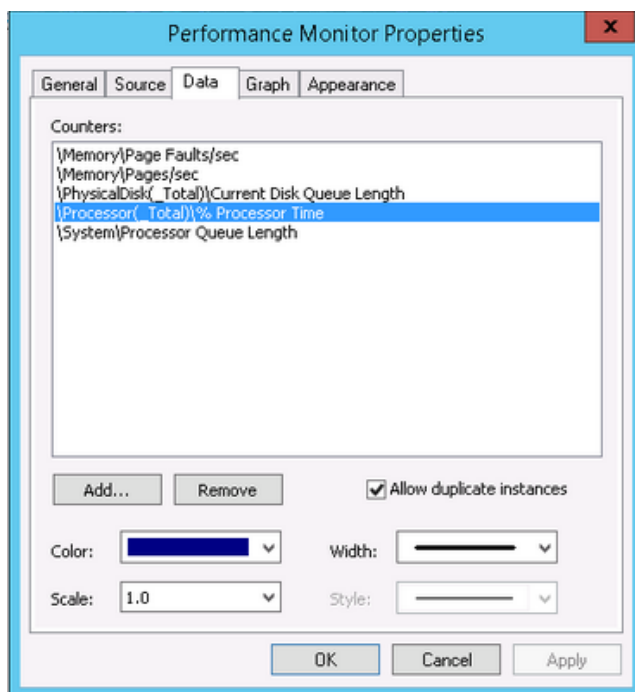 Performance Monitor Properties
x
General Source Data Graph Appearance
Counters:
\Memory\Page Faults/sec
\Memory\Pages/sec
\PhysicalDisk(_Total)\Current Disk Queue Length
\Processor(_Total)\% Processor Time
\System\Processor Queue Length
Add... Remove Allow duplicate instances
Color: Width:
Scale: 1.0 Style:
OK Cancel Apply